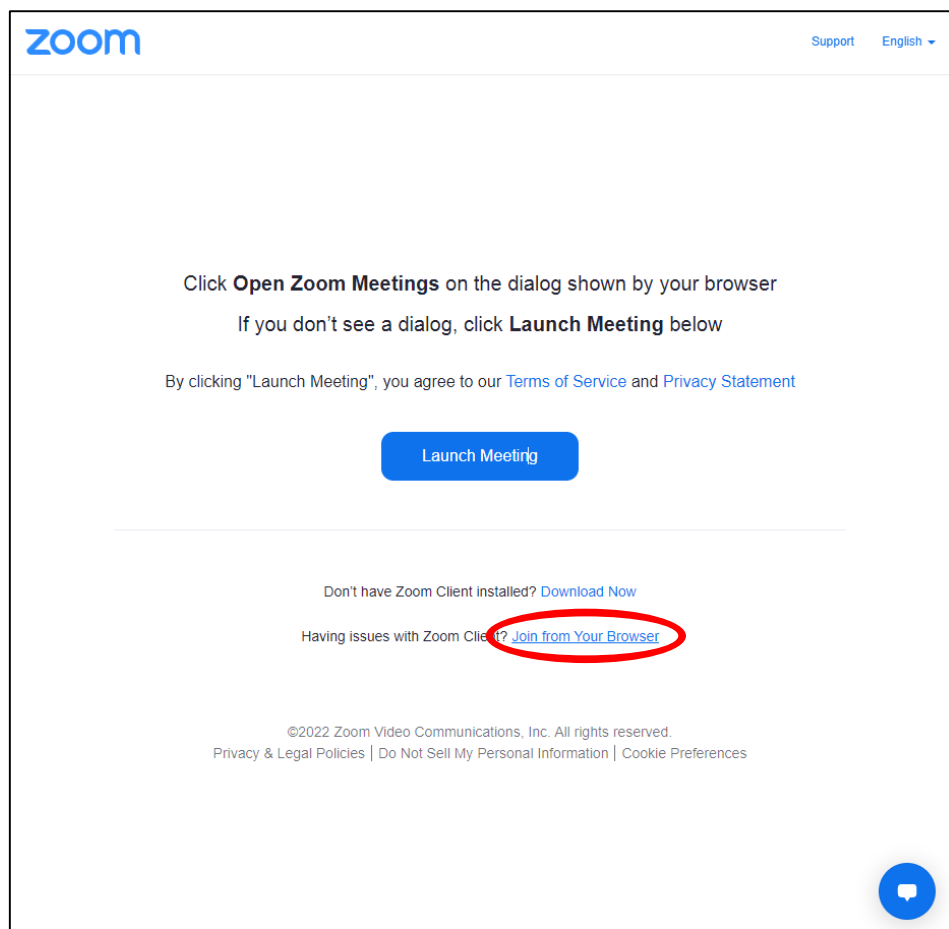 zoom
Support English
Click Open Zoom Meetings on the dialog shown by your browser
If you don't see a dialog, click Launch Meeting below
By clicking "Launch Meeting", you agree to our Terms of Service and Privacy Statement
Launch Meeting
Don't have Zoom Client installed? Download Now
Having issues with Zoom Client? Join from Your Browser
©2022 Zoom Video Communications, Inc. All rights reserved.
Privacy & Legal Policies | Do Not Sell My Personal Information | Cookie Preferences